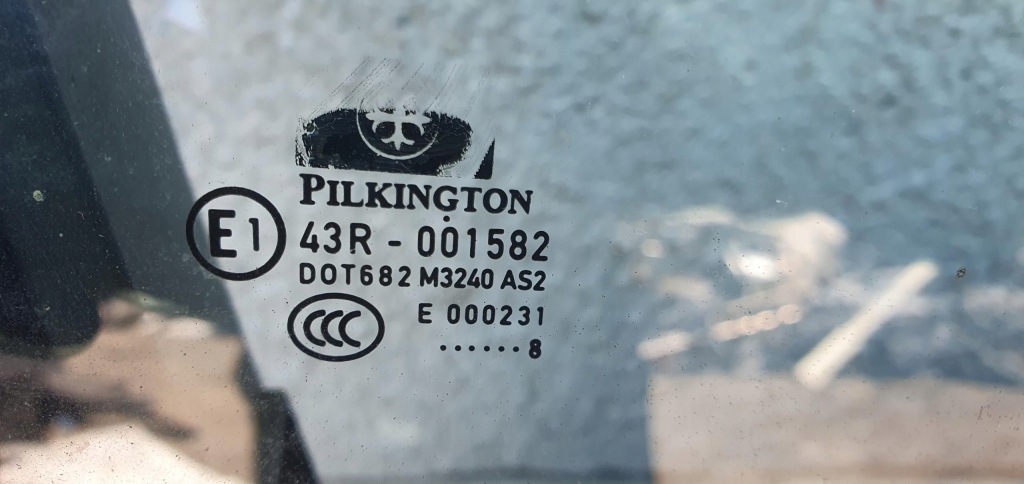 PILKINGTON
E1
43R - 001582
DOT682 M3240 AS2
CCC
E 000231
......8